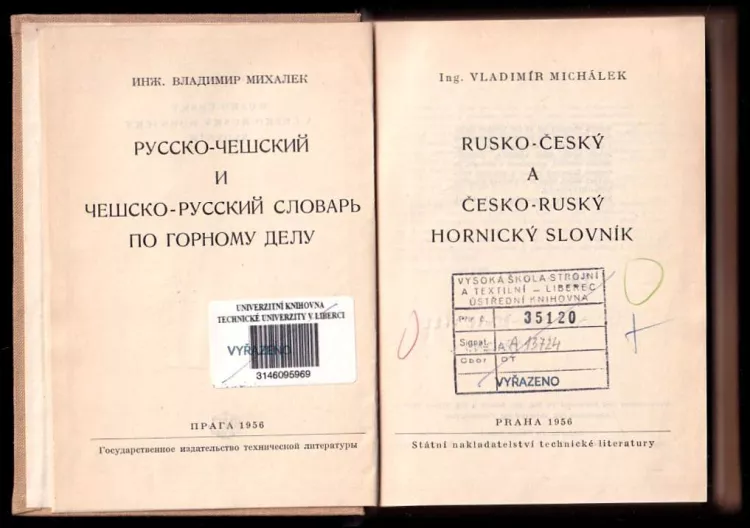 ИНЖ. ВЛАДИМИР МИХАЛЕК
РУССКО-ЧЕШСКИЙ
И
ЧЕШСКО-РУССКИЙ СЛОВАРЬ
ПО ГОРНОМУ ДЕЛУ
UNIVERZITNÍ KNIHOVNA
TECHNICKÉ UNIVERZITY V LIBERCI
VYŘAZENO
3146095969
ПРАГА 1956
Государственное издательство технической литературы
Ing. VLADIMÍR MICHÁLEK
RUSKO-ČESKÝ
A
ČESKO-RUSKÝ
HORNICKÝ SLOVNÍK
VYSOKÁ ŠKOLA STROJNÍ
A TEXTILNÍ – LIBEREC
ÚSTŘEDNÍ KNIHOVNA
Přír. č. 35120
Signat. A 13724
Obor DT
VYŘAZENO
PRAHA 1956
Státní nakladatelství technické literatury